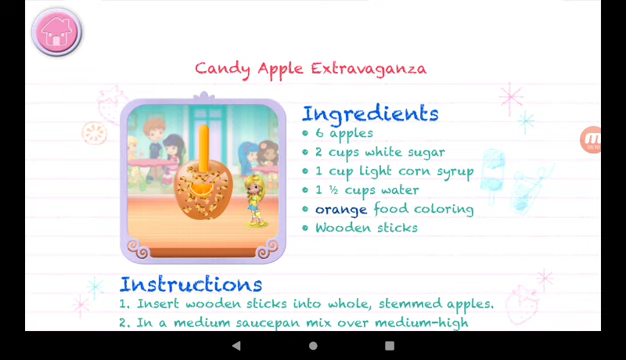 Candy Apple Extravaganza
Ingredients
• 6 apples
• 2 cups white sugar
• 1 cup light corn syrup
• 1 ½ cups water
• orange food coloring
• Wooden sticks
Instructions
1. Insert wooden sticks into whole, stemmed apples.
2. In a medium saucepan mix over medium-high